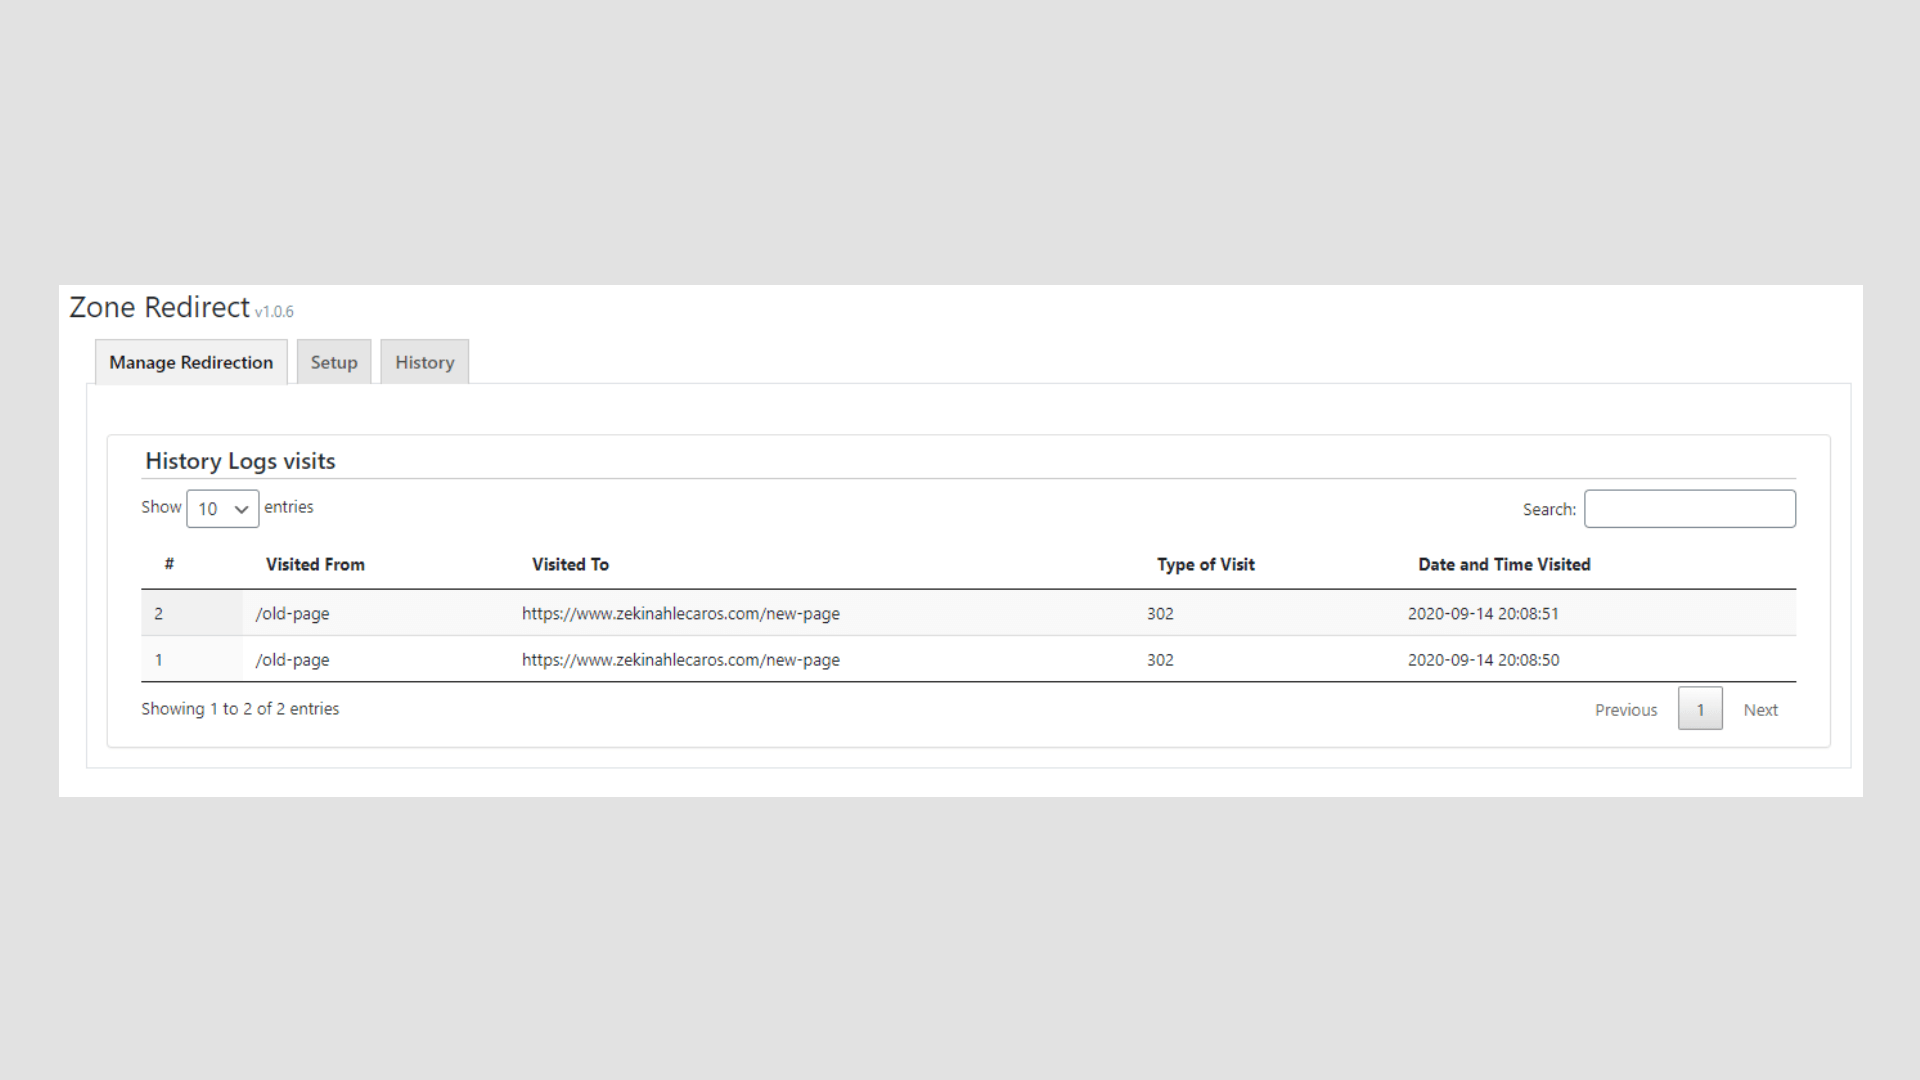 Zone Redirect v1.0.6
Manage Redirection Setup History
History Logs visits
Show 10 entries Search:
# Visited From Visited To Type of Visit Date and Time Visited
2 /old-page https://www.zekinahlecaros.com/new-page 302 2020-09-14 20:08:51
1 /old-page https://www.zekinahlecaros.com/new-page 302 2020-09-14 20:08:50
Showing 1 to 2 of 2 entries Previous 1 Next